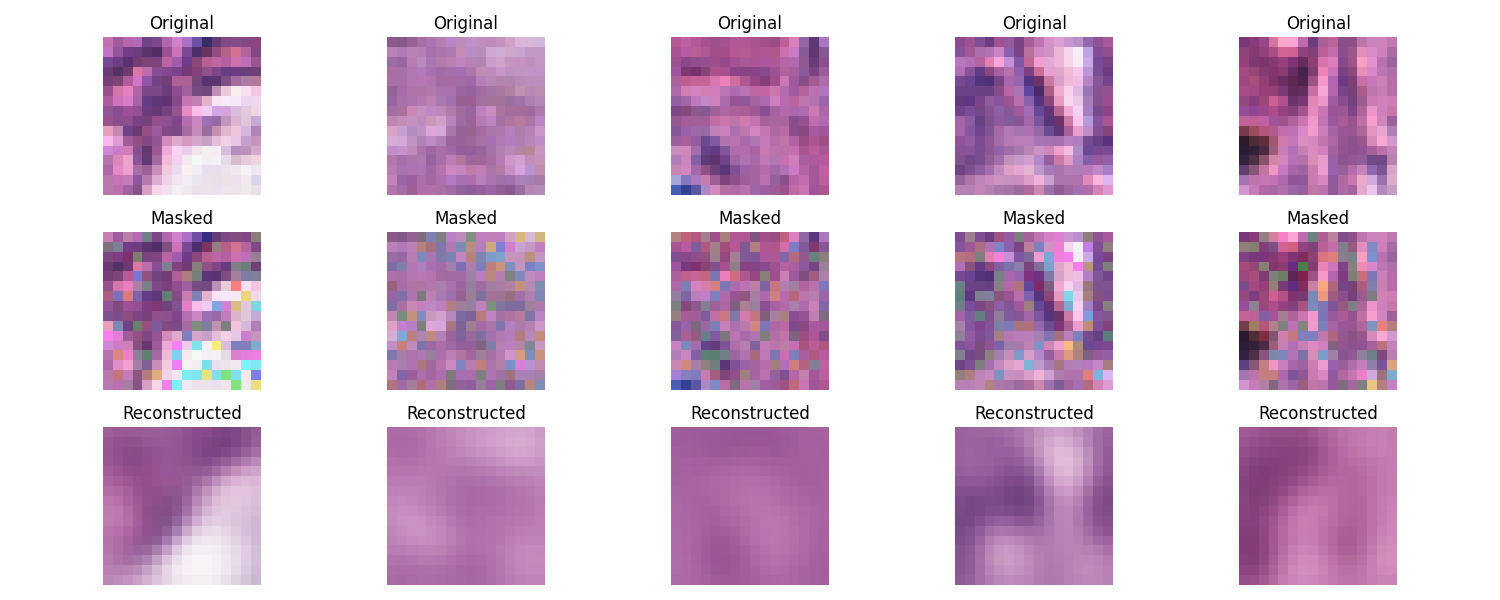 Original Original Original Original Original
Masked Masked Masked Masked Masked
Reconstructed Reconstructed Reconstructed Reconstructed Reconstructed